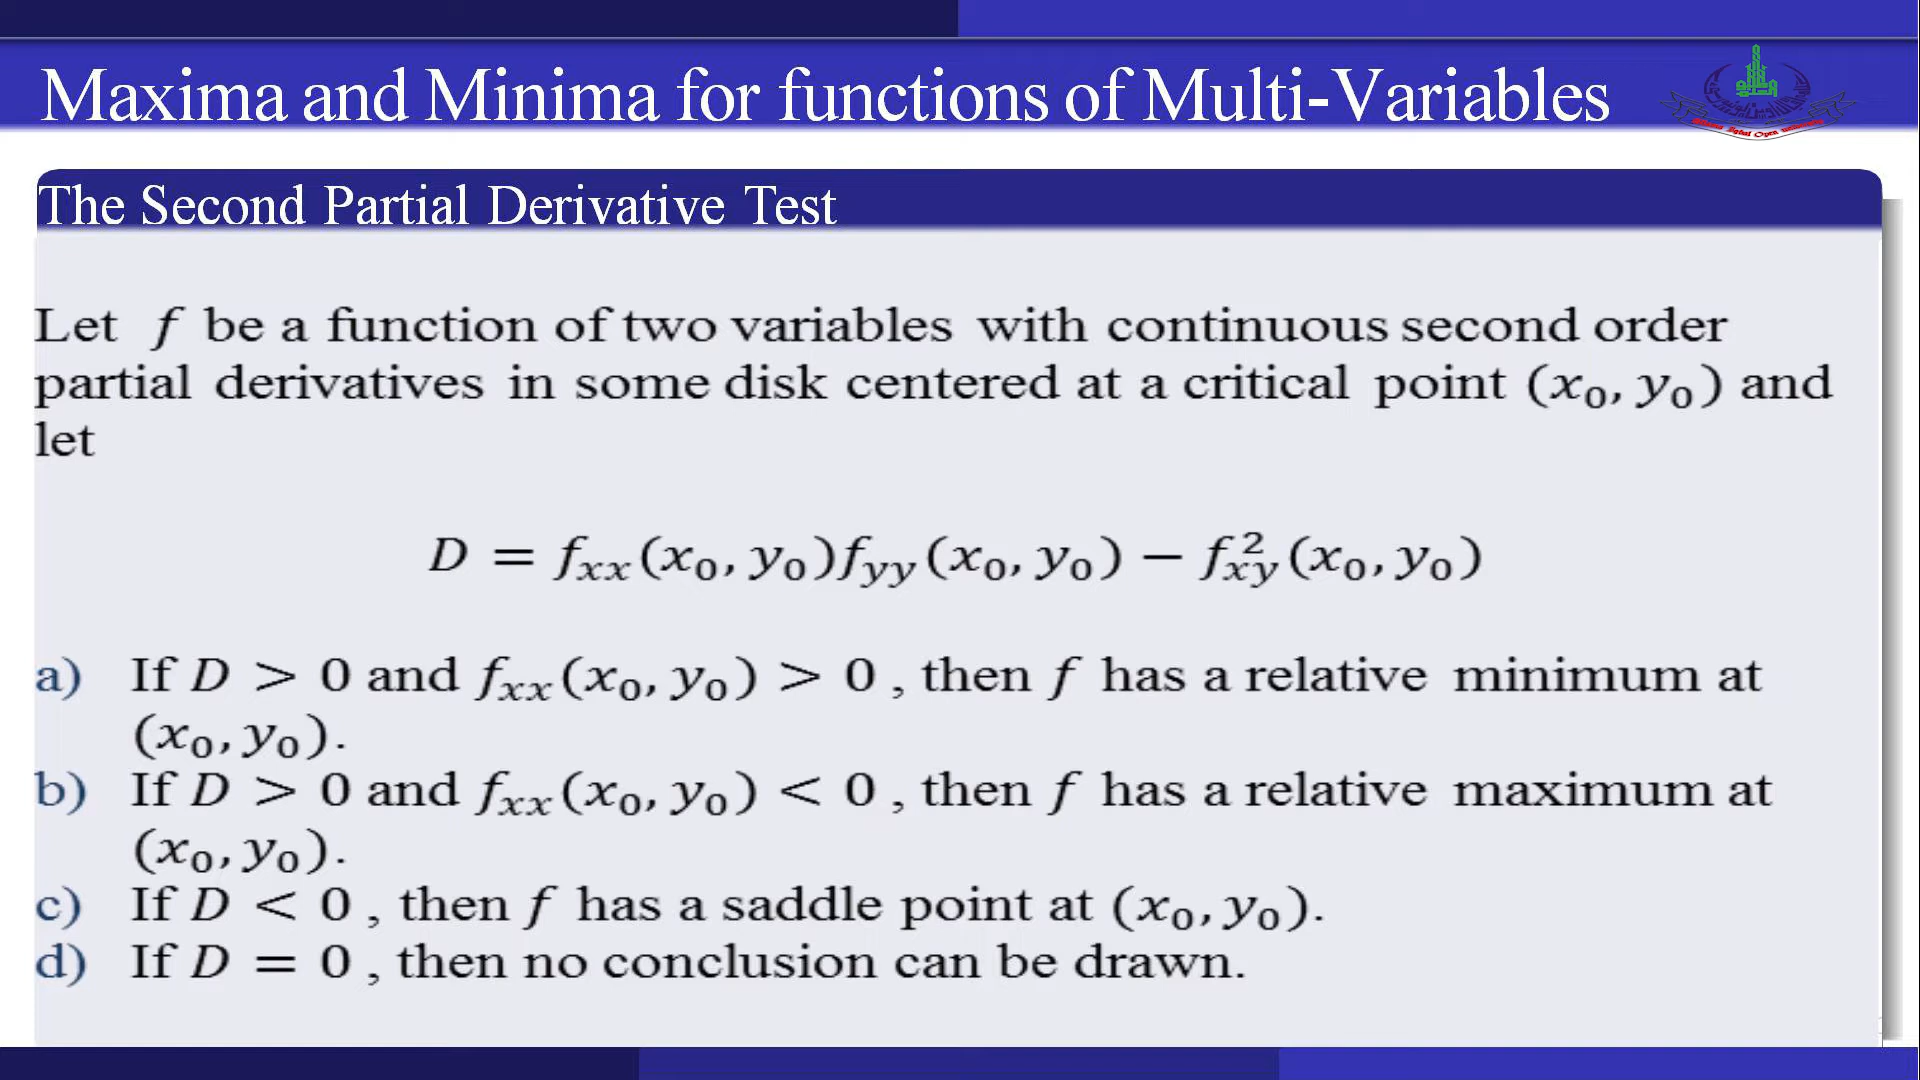 Maxima and Minima for functions of Multi-Variables
The Second Partial Derivative Test
Let f be a function of two variables with continuous second order
partial derivatives in some disk centered at a critical point (x₀, y₀) and
let
D = fₓₓ(x₀, y₀)f_yy(x₀, y₀) − f²_xy(x₀, y₀)
a) If D > 0 and fₓₓ(x₀, y₀) > 0 , then f has a relative minimum at
(x₀, y₀).
b) If D > 0 and fₓₓ(x₀, y₀) < 0 , then f has a relative maximum at
(x₀, y₀).
c) If D < 0 , then f has a saddle point at (x₀, y₀).
d) If D = 0 , then no conclusion can be drawn.